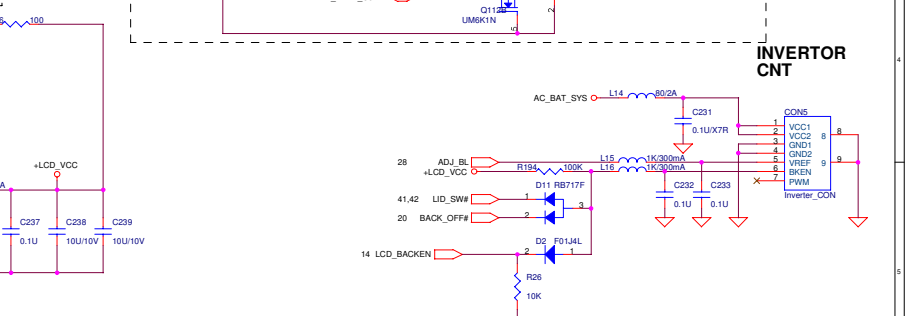 100
Q112B
UM6K1N
5
2
4
INVERTOR
CNT
AC_BAT_SYS
L14
80/2A
C231
0.1U/X7R
CON5
1
2
3
4
5
6
7
VCC1
VCC2
GND1
GND2
VREF
BKEN
PWM
8
9
8
9
Inverter_CON
28
ADJ_BL
+LCD_VCC
R194
100K
L15
1K/300mA
L16
1K/300mA
C232
0.1U
C233
0.1U
41,42
LID_SW#
20
BACK_OFF#
D11
RB717F
1
2
3
14
LCD_BACKEN
D2
F01J4L
2
1
R26
10K
+LCD_VCC
A
C237
0.1U
C238
10U/10V
C239
10U/10V
5